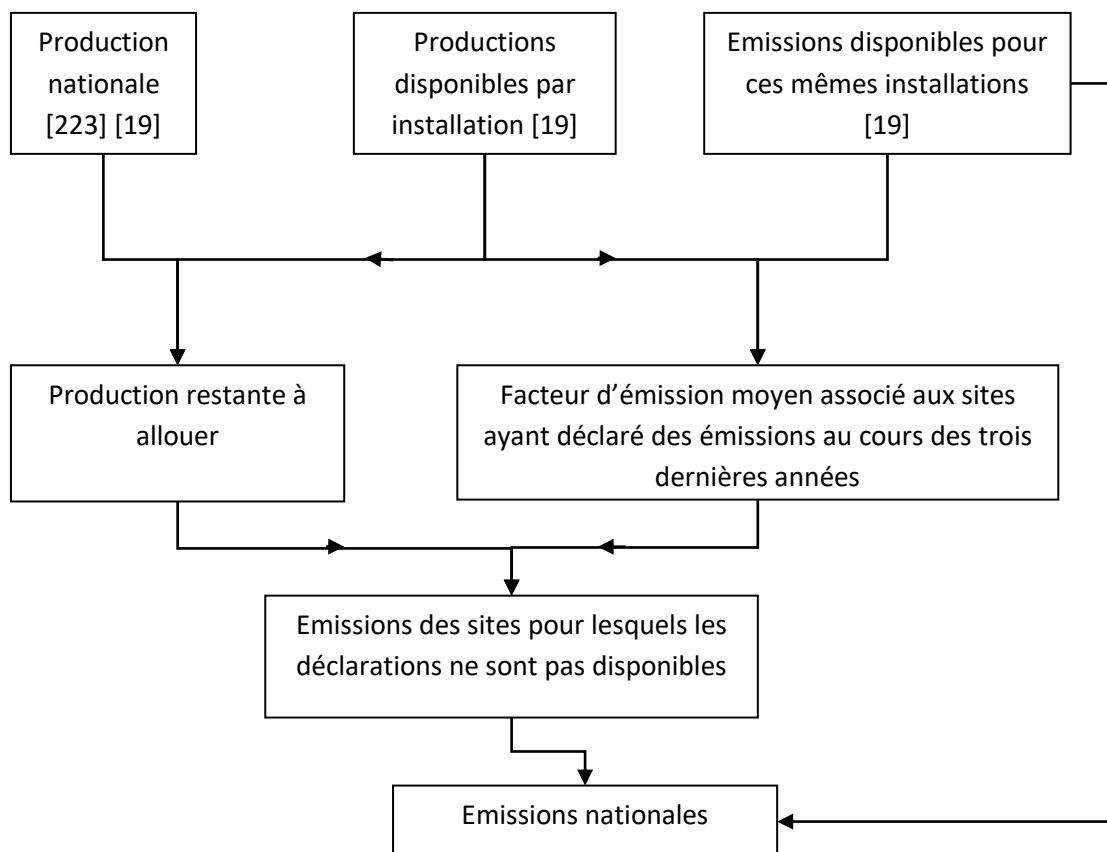 Production
nationale
[223] [19]
Productions
disponibles par
installation [19]
Emissions disponibles pour
ces mêmes installations
[19]
Production restante à
allouer
Facteur d’émission moyen associé aux sites
ayant déclaré des émissions au cours des trois
dernières années
Emissions des sites pour lesquels les
déclarations ne sont pas disponibles
Emissions nationales